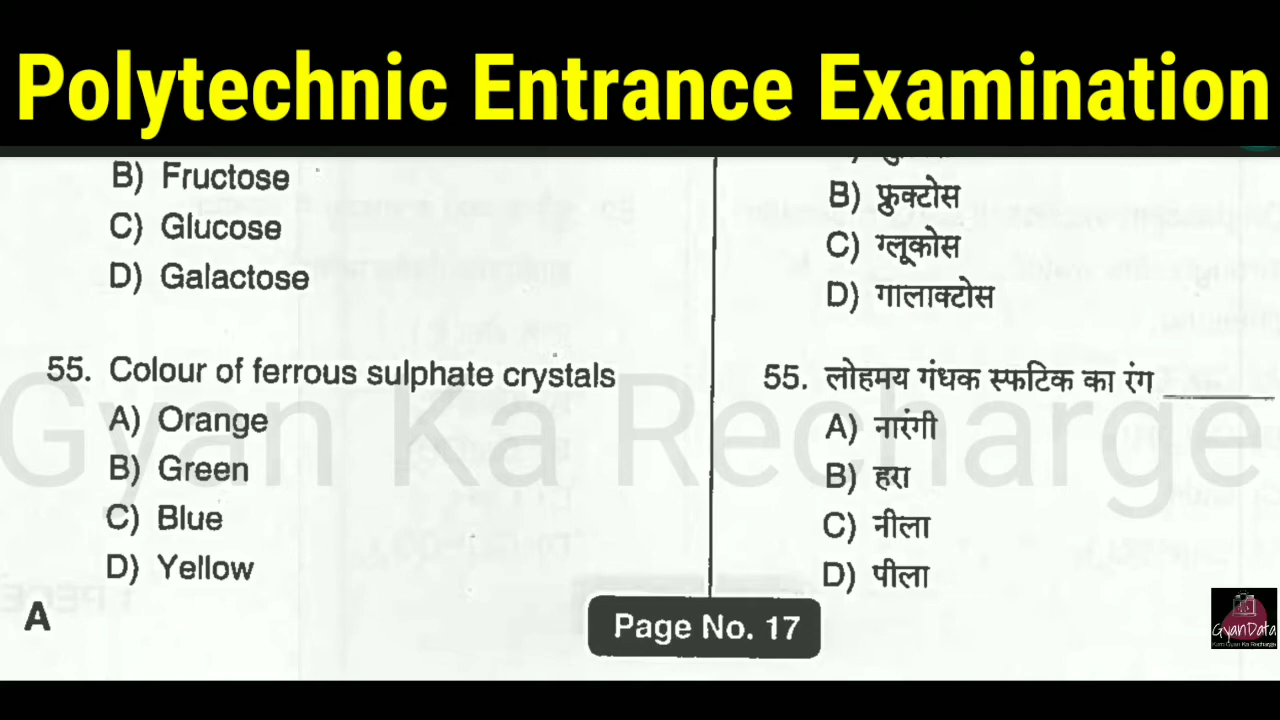 Polytechnic Entrance Examination
B) Fructose
C) Glucose
D) Galactose
55. Colour of ferrous sulphate crystals
A) Orange
B) Green
C) Blue
D) Yellow
A
B) फ्रुक्टोस
C) ग्लूकोस
D) गालाक्टोस
55. लोहमय गंधक स्फटिक का रंग ______
A) नारंगी
B) हरा
C) नीला
D) पीला
Page No. 17
Gyan Ka Recharge
GyanData